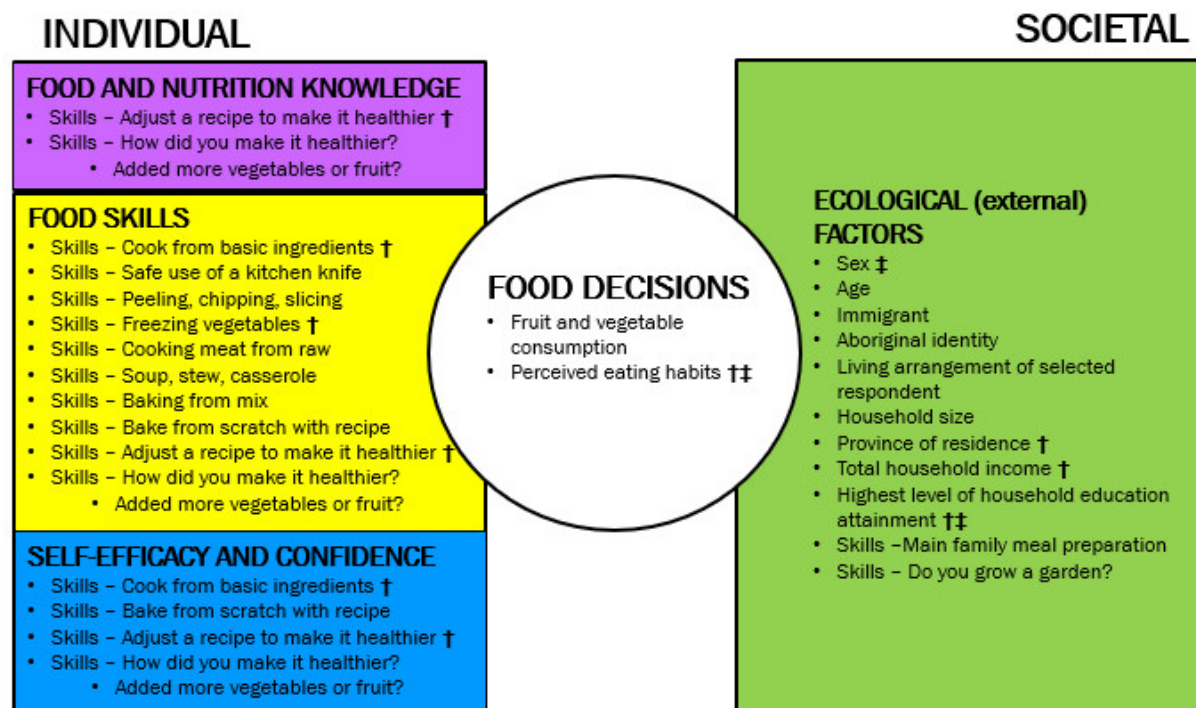 INDIVIDUAL
FOOD AND NUTRITION KNOWLEDGE
• Skills – Adjust a recipe to make it healthier †
• Skills – How did you make it healthier?
• Added more vegetables or fruit?
FOOD SKILLS
• Skills – Cook from basic ingredients †
• Skills – Safe use of a kitchen knife
• Skills – Peeling, chipping, slicing
• Skills – Freezing vegetables †
• Skills – Cooking meat from raw
• Skills – Soup, stew, casserole
• Skills – Baking from mix
• Skills – Bake from scratch with recipe
• Skills – Adjust a recipe to make it healthier †
• Skills – How did you make it healthier?
• Added more vegetables or fruit?
SELF-EFFICACY AND CONFIDENCE
• Skills – Cook from basic ingredients †
• Skills – Bake from scratch with recipe
• Skills – Adjust a recipe to make it healthier †
• Skills – How did you make it healthier?
• Added more vegetables or fruit?
FOOD DECISIONS
• Fruit and vegetable
consumption
• Perceived eating habits †‡
SOCIETAL
ECOLOGICAL (external)
FACTORS
• Sex ‡
• Age
• Immigrant
• Aboriginal identity
• Living arrangement of selected
respondent
• Household size
• Province of residence †
• Total household income †
• Highest level of household education
attainment †‡
• Skills –Main family meal preparation
• Skills – Do you grow a garden?